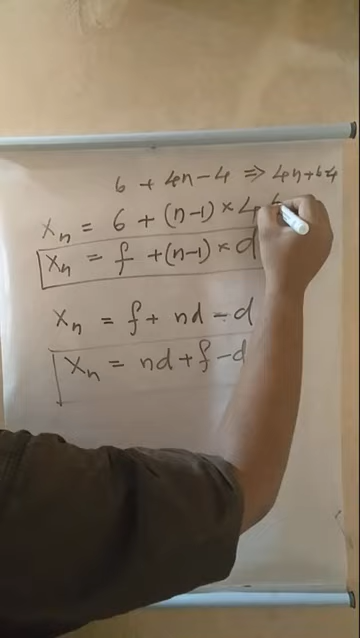 6 + 4n - 4 ⇒ 4n + 6 4
Xn = 6 + (n-1) × 4
Xn = f + (n-1) × d
Xn = f + nd - d
Xn = nd + f - d